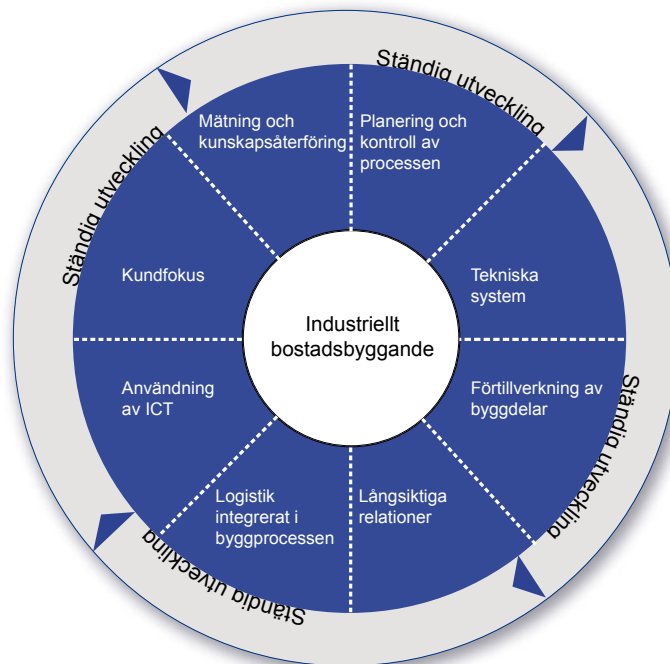 Ständig utveckling
Mätning och
kunskapsåterföring
Planering och
kontroll av
processen
Ständig utveckling
Kundfokus
Tekniska
system
Industriellt
bostadsbyggande
Användning
av ICT
Förtillverkning av
byggdelar
Ständig utveckling
Logistik
integrerat i
byggprocessen
Långsiktiga
relationer
Ständig utveckling